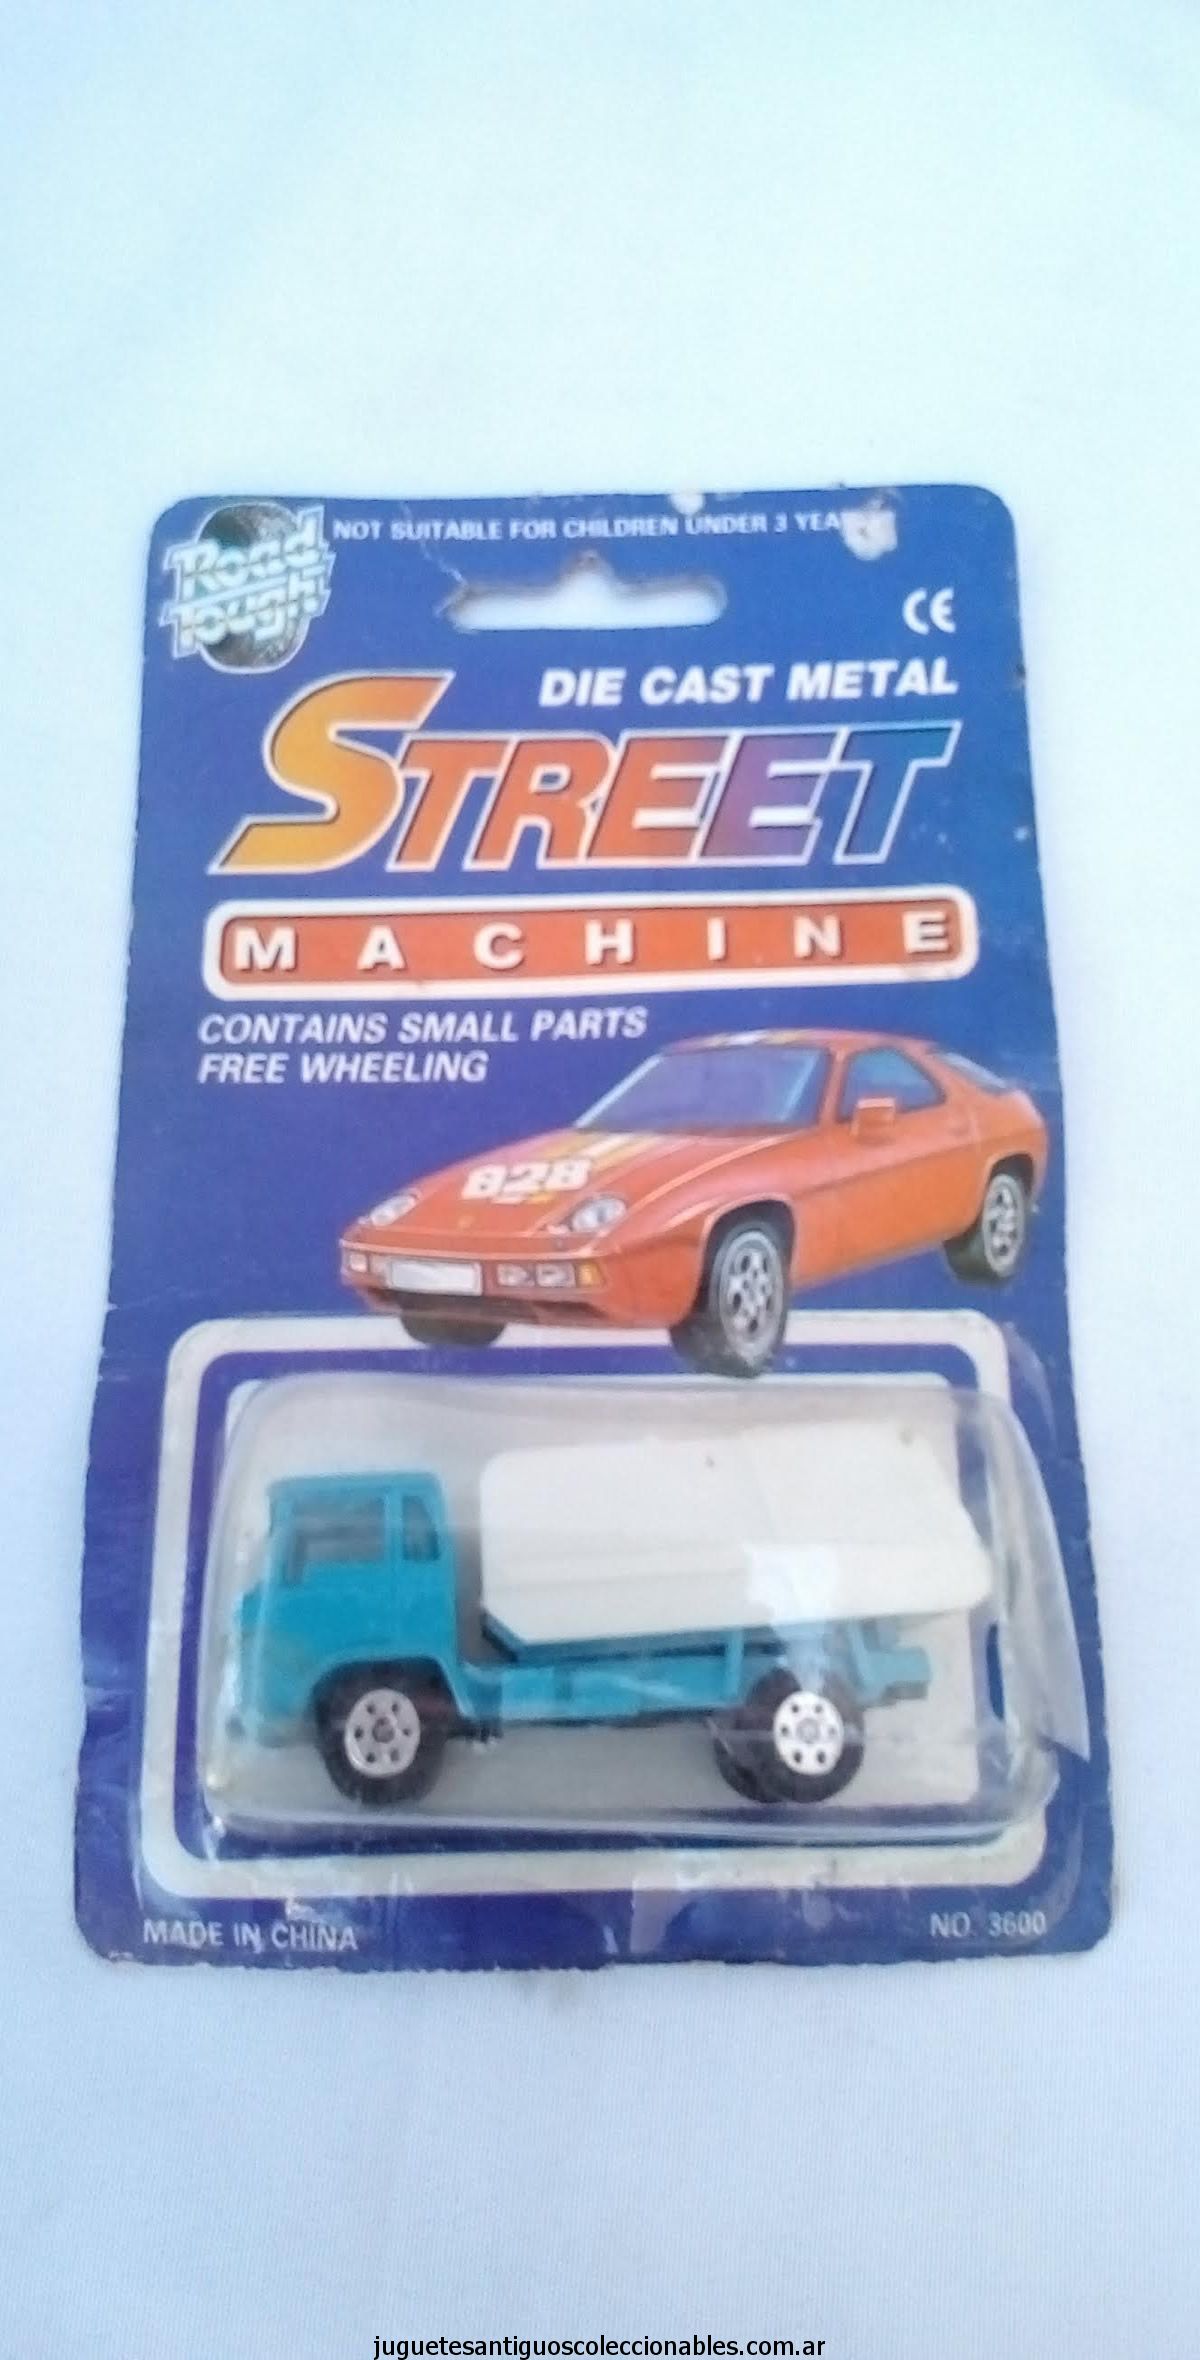 Road
Tough
NOT SUITABLE FOR CHILDREN UNDER 3
CE
DIE CAST METAL
STREET
MACHINE
CONTAINS SMALL PARTS
FREE WHEELING
928
MADE IN CHINA
NO. 3600
juguetesantiguoscoleccionables.com.ar